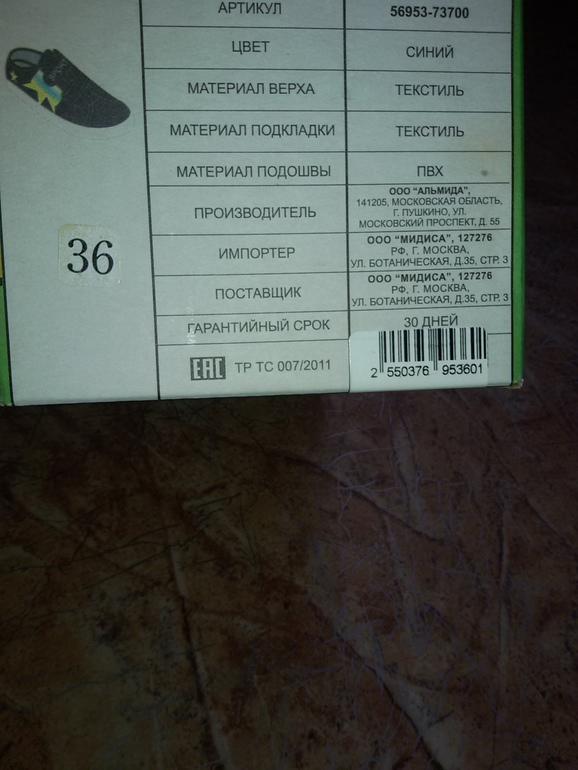 АРТИКУЛ 56953-73700
ЦВЕТ СИНИЙ
МАТЕРИАЛ ВЕРХА ТЕКСТИЛЬ
МАТЕРИАЛ ПОДКЛАДКИ ТЕКСТИЛЬ
МАТЕРИАЛ ПОДОШВЫ ПВХ
ПРОИЗВОДИТЕЛЬ
ООО "АЛЬМИДА",
141205, МОСКОВСКАЯ ОБЛАСТЬ,
Г. ПУШКИНО, УЛ.
МОСКОВСКИЙ ПРОСПЕКТ, Д. 55
36
ИМПОРТЕР
ООО "МИДИСА", 127276
РФ, Г. МОСКВА,
УЛ. БОТАНИЧЕСКАЯ, Д.35, СТР. 3
ПОСТАВЩИК
ООО "МИДИСА", 127276
РФ, Г. МОСКВА,
УЛ. БОТАНИЧЕСКАЯ, Д.35, СТР. 3
ГАРАНТИЙНЫЙ СРОК 30 ДНЕЙ
EAC ТР ТС 007/2011
2 550376 953601